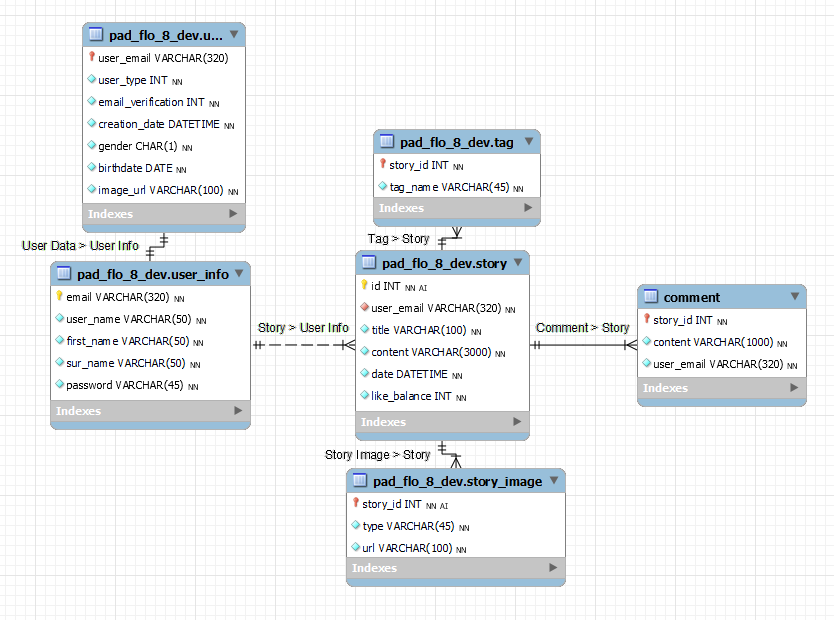 pad_flo_8_dev.u...
user_email VARCHAR(320)
user_type INT NN
email_verification INT NN
creation_date DATETIME NN
gender CHAR(1) NN
birthdate DATE NN
image_url VARCHAR(100) NN
Indexes
User Data > User Info
pad_flo_8_dev.user_info
email VARCHAR(320) NN
user_name VARCHAR(50) NN
first_name VARCHAR(50) NN
sur_name VARCHAR(50) NN
password VARCHAR(45) NN
Indexes
Story > User Info
pad_flo_8_dev.tag
story_id INT NN
tag_name VARCHAR(45) NN
Indexes
Tag > Story
pad_flo_8_dev.story
id INT NN AI
user_email VARCHAR(320) NN
title VARCHAR(100) NN
content VARCHAR(3000) NN
date DATETIME NN
like_balance INT NN
Indexes
Comment > Story
comment
story_id INT NN
content VARCHAR(1000) NN
user_email VARCHAR(320) NN
Indexes
Story Image > Story
pad_flo_8_dev.story_image
story_id INT NN AI
type VARCHAR(45) NN
url VARCHAR(100) NN
Indexes